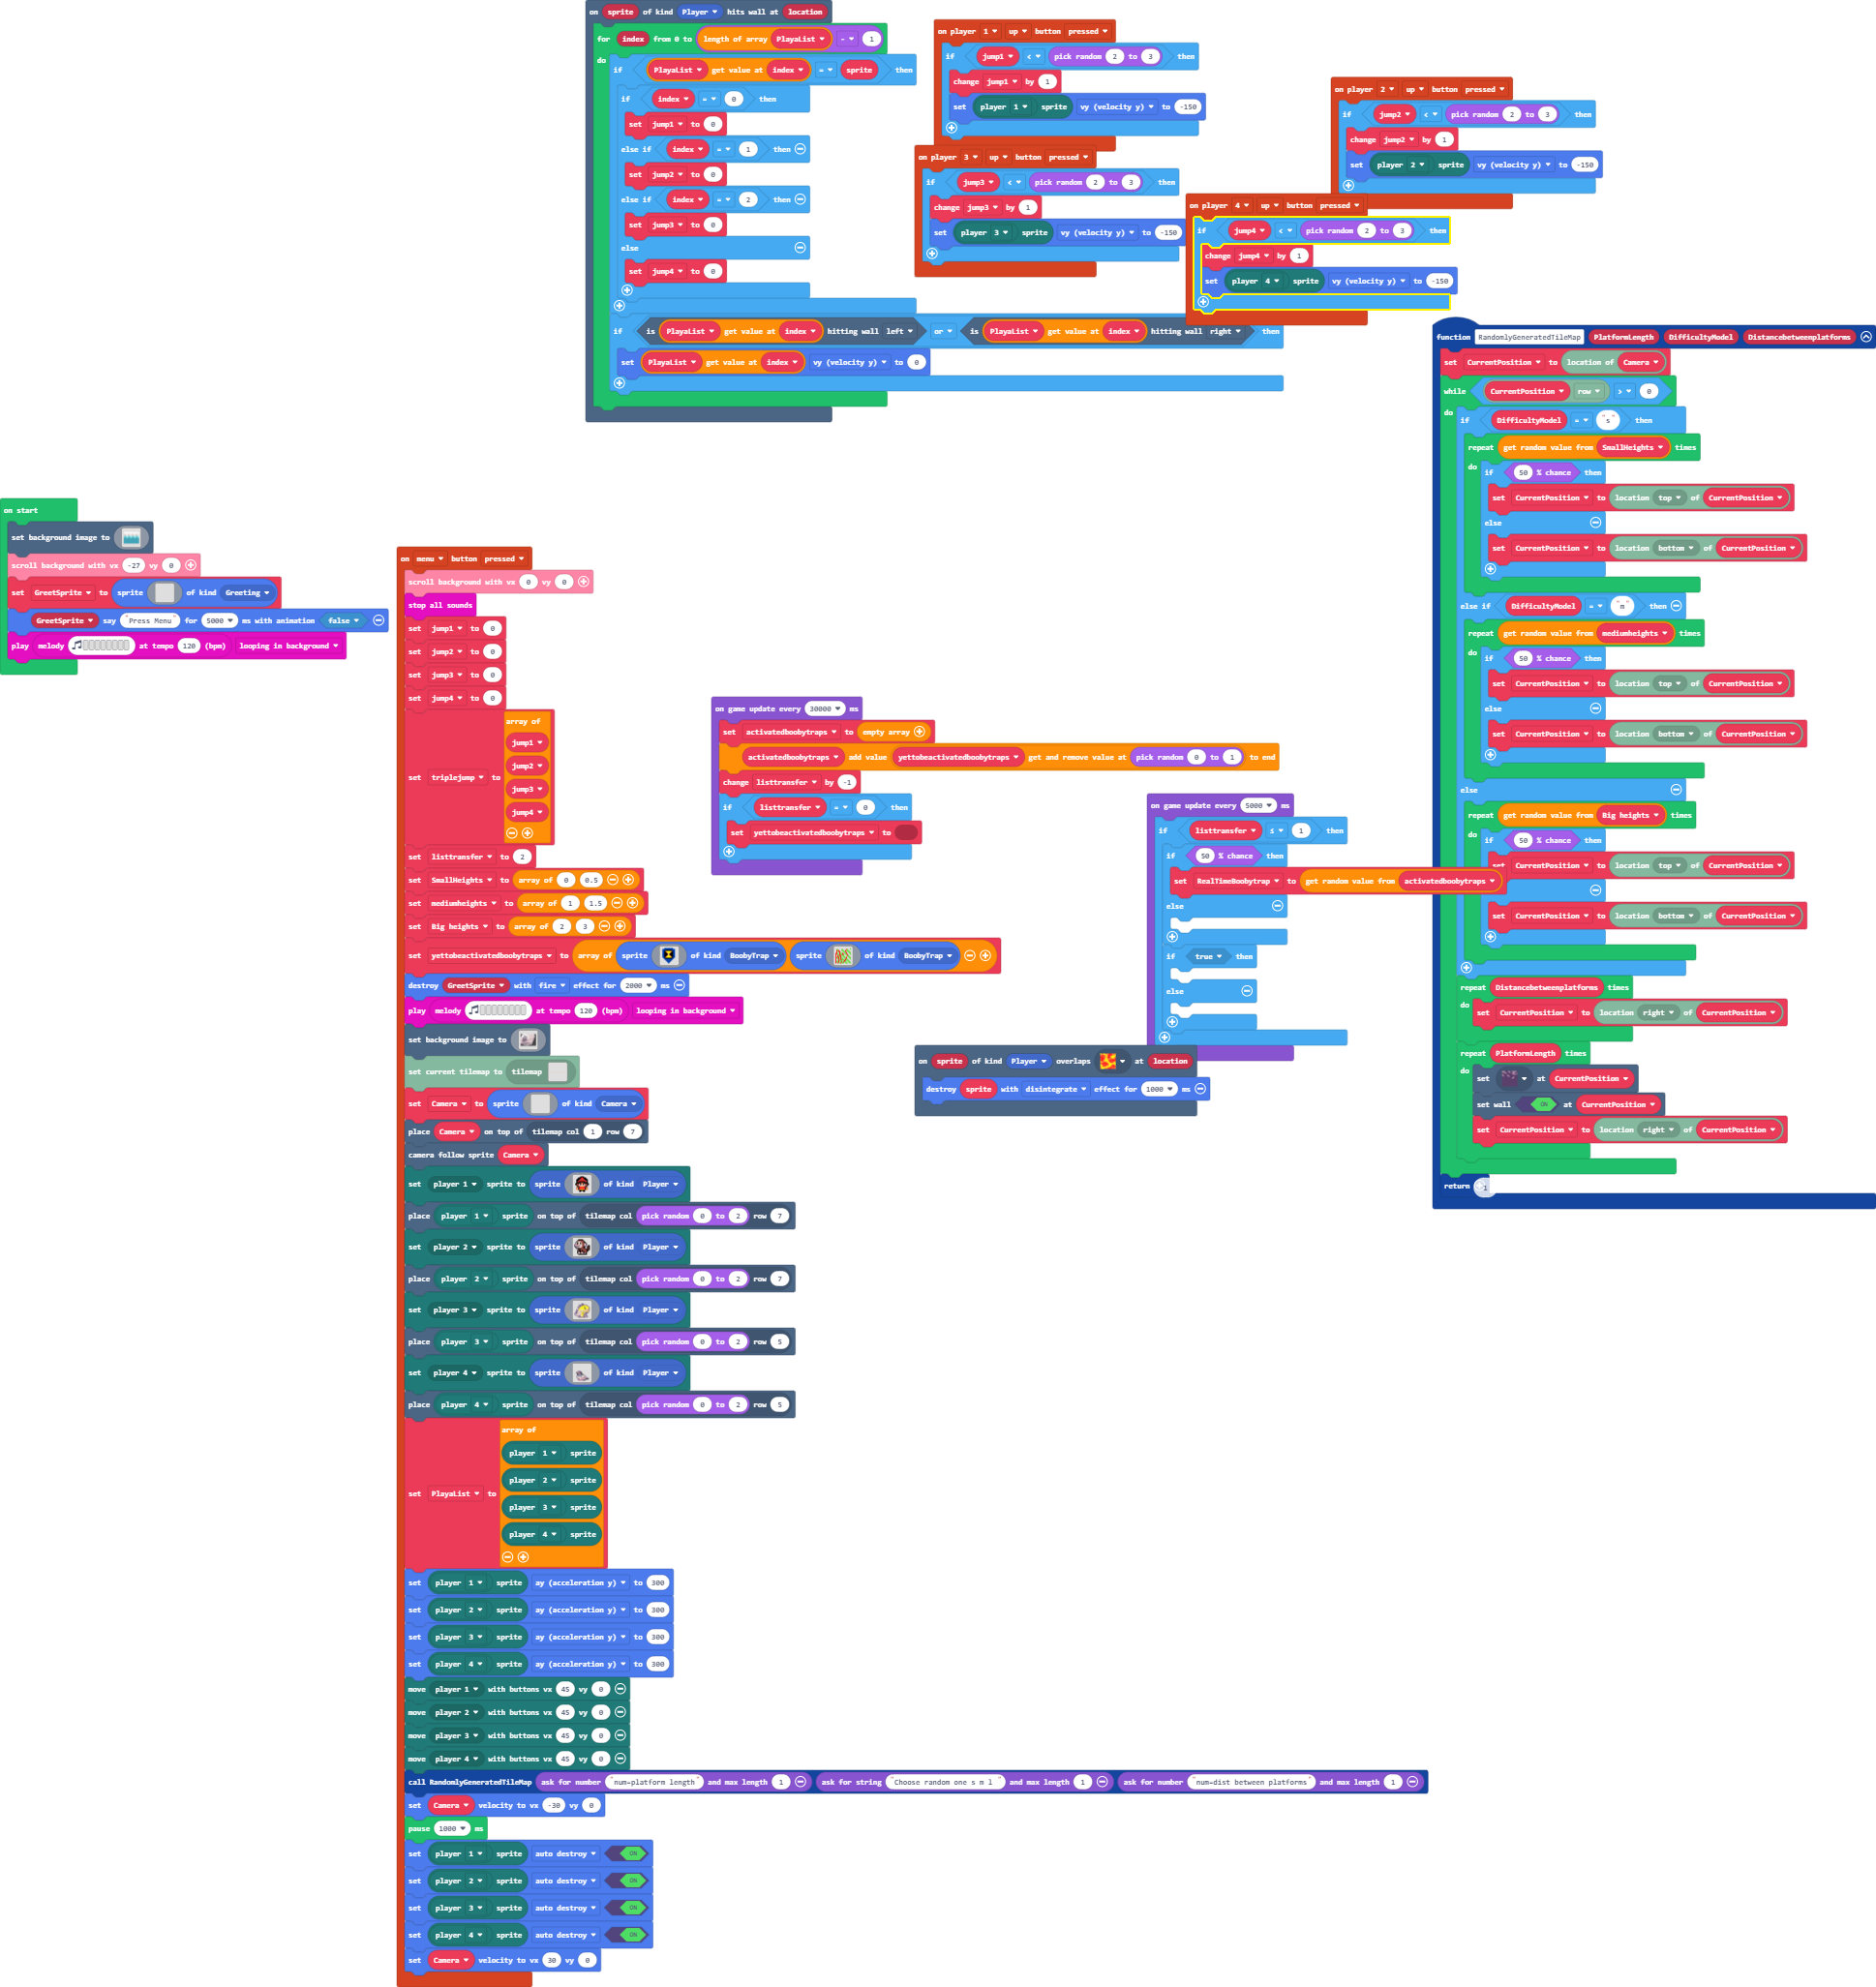 on sprite of kind Player hits wall at location
for index from 0 to length of array PlayaList - 1
do
if PlayaList get value at index = sprite then
if index = 0 then
set jump1 to 0
else if index = 1 then
set jump2 to 0
else if index = 2 then
set jump3 to 0
else
set jump4 to 0
if is PlayaList get value at index hitting wall left or is PlayaList get value at index hitting wall right then
set PlayaList get value at index vy (velocity y) to 0
on player 1 up button pressed
if jump1 < pick random 2 to 3 then
change jump1 by 1
set player 1 sprite vy (velocity y) to -150
on player 3 up button pressed
if jump3 < pick random 2 to 3 then
change jump3 by 1
set player 3 sprite vy (velocity y) to -150
on player 2 up button pressed
if jump2 < pick random 2 to 3 then
change jump2 by 1
set player 2 sprite vy (velocity y) to -150
on player 4 up button pressed
if jump4 < pick random 2 to 3 then
change jump4 by 1
set player 4 sprite vy (velocity y) to -150
function RandomlyGeneratedTileMap PlatformLength DifficultyModel Distancebetweenplatforms
set CurrentPosition to location of Camera
while CurrentPosition row > 0
do
if DifficultyModel = "s" then
repeat get random value from SmallHeights times
do
if 50 % chance then
set CurrentPosition to location top of CurrentPosition
else
set CurrentPosition to location bottom of CurrentPosition
else if DifficultyModel = "m" then
repeat get random value from mediumheights times
do
if 50 % chance then
set CurrentPosition to location top of CurrentPosition
else
set CurrentPosition to location bottom of CurrentPosition
else
repeat get random value from Big heights times
do
if 50 % chance then
set CurrentPosition to location top of CurrentPosition
set CurrentPosition to location bottom of CurrentPosition
repeat Distancebetweenplatforms times
do
set CurrentPosition to location right of CurrentPosition
repeat PlatformLength times
do
set at CurrentPosition
set wall ON at CurrentPosition
set CurrentPosition to location right of CurrentPosition
return 1
on start
set background image to
scroll background with vx -27 vy 0
set GreetSprite to sprite of kind Greeting
GreetSprite say "Press Menu" for 5000 ms with animation false
play melody at tempo 120 (bpm) looping in background
on menu button pressed
scroll background with vx 0 vy 0
stop all sounds
set jump1 to 0
set jump2 to 0
set jump3 to 0
set jump4 to 0
set triplejump to
array of
jump1
jump2
jump3
jump4
set listtransfer to 2
set SmallHeights to array of 0 0.5
set mediumheights to array of 1 1.5
set Big heights to array of 2 3
set yettobeactivatedboobytraps to array of sprite of kind BoobyTrap sprite of kind BoobyTrap
destroy GreetSprite with fire effect for 2000 ms
play melody at tempo 120 (bpm) looping in background
set background image to
set current tilemap to tilemap
set Camera to sprite of kind Camera
place Camera on top of tilemap col 1 row 7
camera follow sprite Camera
set player 1 sprite to sprite of kind Player
place player 1 sprite on top of tilemap col pick random 0 to 2 row 7
set player 2 sprite to sprite of kind Player
place player 2 sprite on top of tilemap col pick random 0 to 2 row 7
set player 3 sprite to sprite of kind Player
place player 3 sprite on top of tilemap col pick random 0 to 2 row 5
set player 4 sprite to sprite of kind Player
place player 4 sprite on top of tilemap col pick random 0 to 2 row 5
set PlayaList to
array of
player 1 sprite
player 2 sprite
player 3 sprite
player 4 sprite
set player 1 sprite ay (acceleration y) to 300
set player 2 sprite ay (acceleration y) to 300
set player 3 sprite ay (acceleration y) to 300
set player 4 sprite ay (acceleration y) to 300
move player 1 with buttons vx 45 vy 0
move player 2 with buttons vx 45 vy 0
move player 3 with buttons vx 45 vy 0
move player 4 with buttons vx 45 vy 0
call RandomlyGeneratedTileMap ask for number "num=platform length" and max length 1 ask for string "Choose random one s m l " and max length 1 ask for number "num=dist between platforms" and max length 1
set Camera velocity to vx -30 vy 0
pause 1000 ms
set player 1 sprite auto destroy ON
set player 2 sprite auto destroy ON
set player 3 sprite auto destroy ON
set player 4 sprite auto destroy ON
set Camera velocity to vx 30 vy 0
on game update every 30000 ms
set activatedboobytraps to empty array
activatedboobytraps add value yettobeactivatedboobytraps get and remove value at pick random 0 to 1 to end
change listtransfer by -1
if listtransfer = 0 then
set yettobeactivatedboobytraps to
on game update every 5000 ms
if listtransfer ≤ 1 then
if 50 % chance then
set RealTimeBoobytrap to get random value from activatedboobytraps
else
if true then
else
on sprite of kind Player overlaps at location
destroy sprite with disintegrate effect for 1000 ms